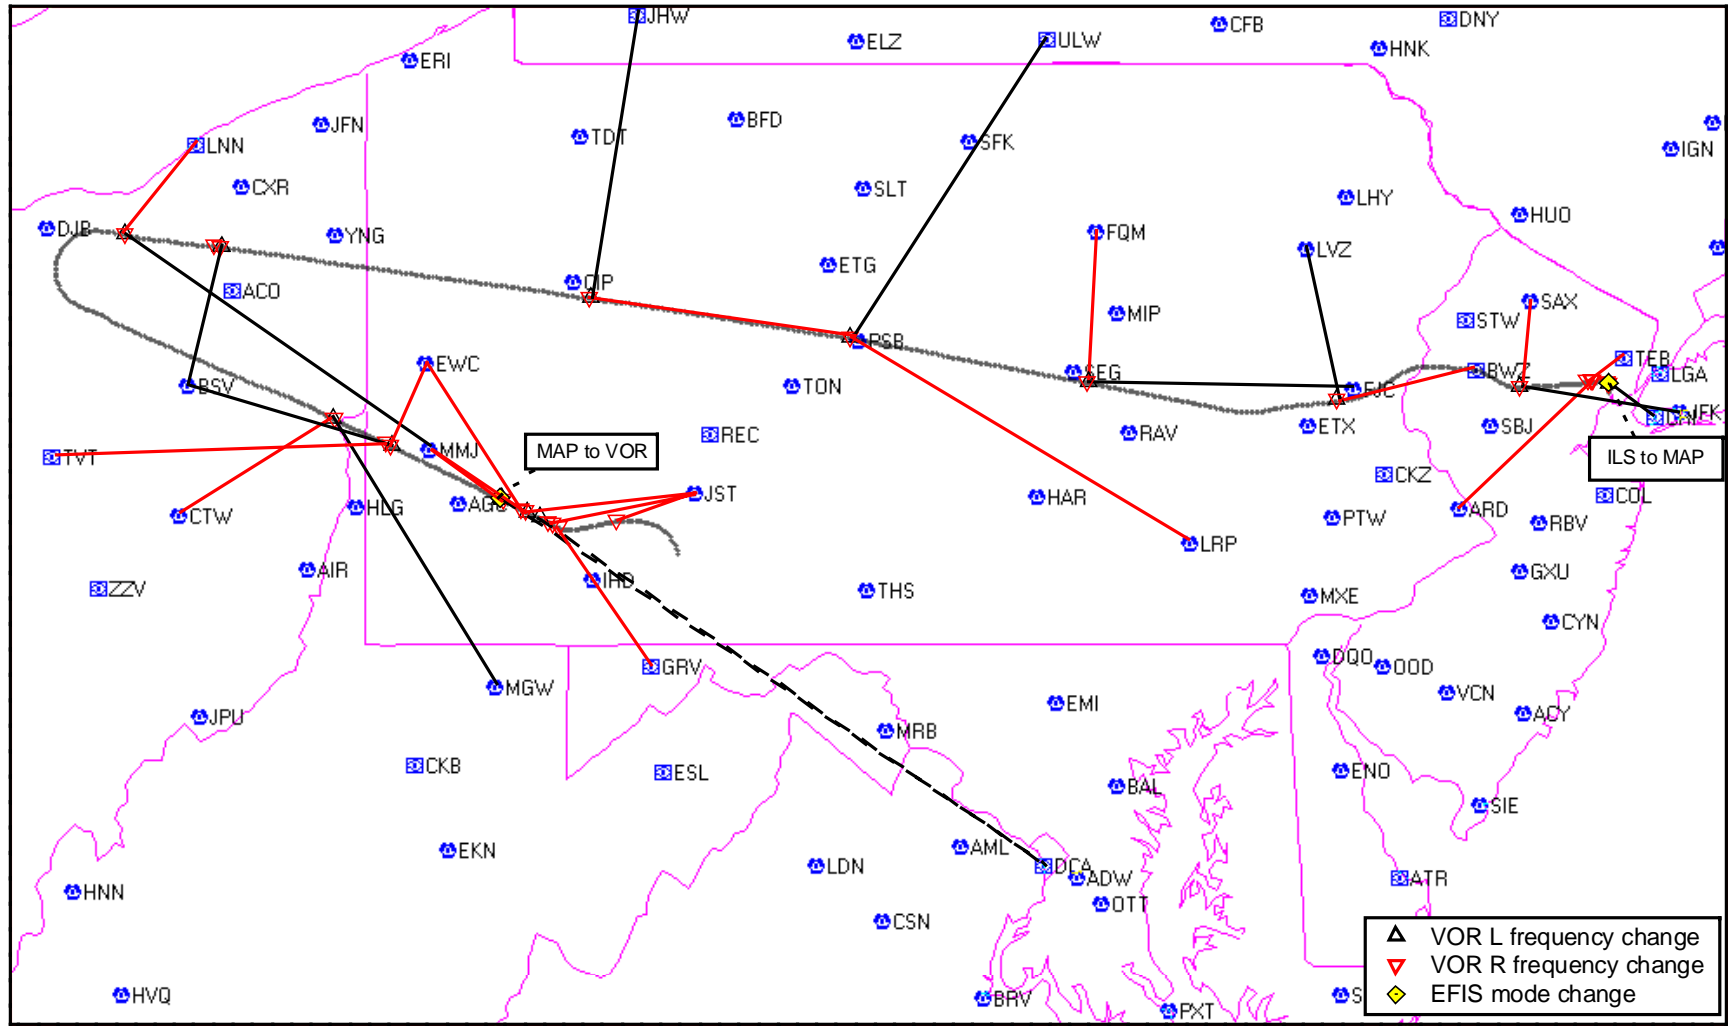 JHW
CFB
DNY
ELZ
ULW
HNK
ERI
JFN
BFD
TDT
LNN
SFK
IGN
CXR
SLT
LHY
HUO
DJB
YNG
FQM
LVZ
ETG
CIP
ACO
SAX
MIP
STW
PSB
TEB
EWC
SEG
BWZ
LGA
BSV
TON
EJC
JFK
ETX
SBJ
REC
RAV
MAP to VOR
MMJ
TVT
ILS to MAP
CKZ
JST
HAR
COL
AGC
HLG
CTW
PTW
ARD
RBV
LRP
AIR
IHD
GXU
ZZV
THS
MXE
CYN
DQO
OOD
GRV
MGW
VCN
EMI
JPU
ACY
MRB
CKB
ESL
ENO
BAL
SIE
EKN
AML
LDN
DCA
ADW
ATR
HNN
OTT
CSN
VOR L frequency change
VOR R frequency change
EFIS mode change
HVQ
BRV
S
PXT